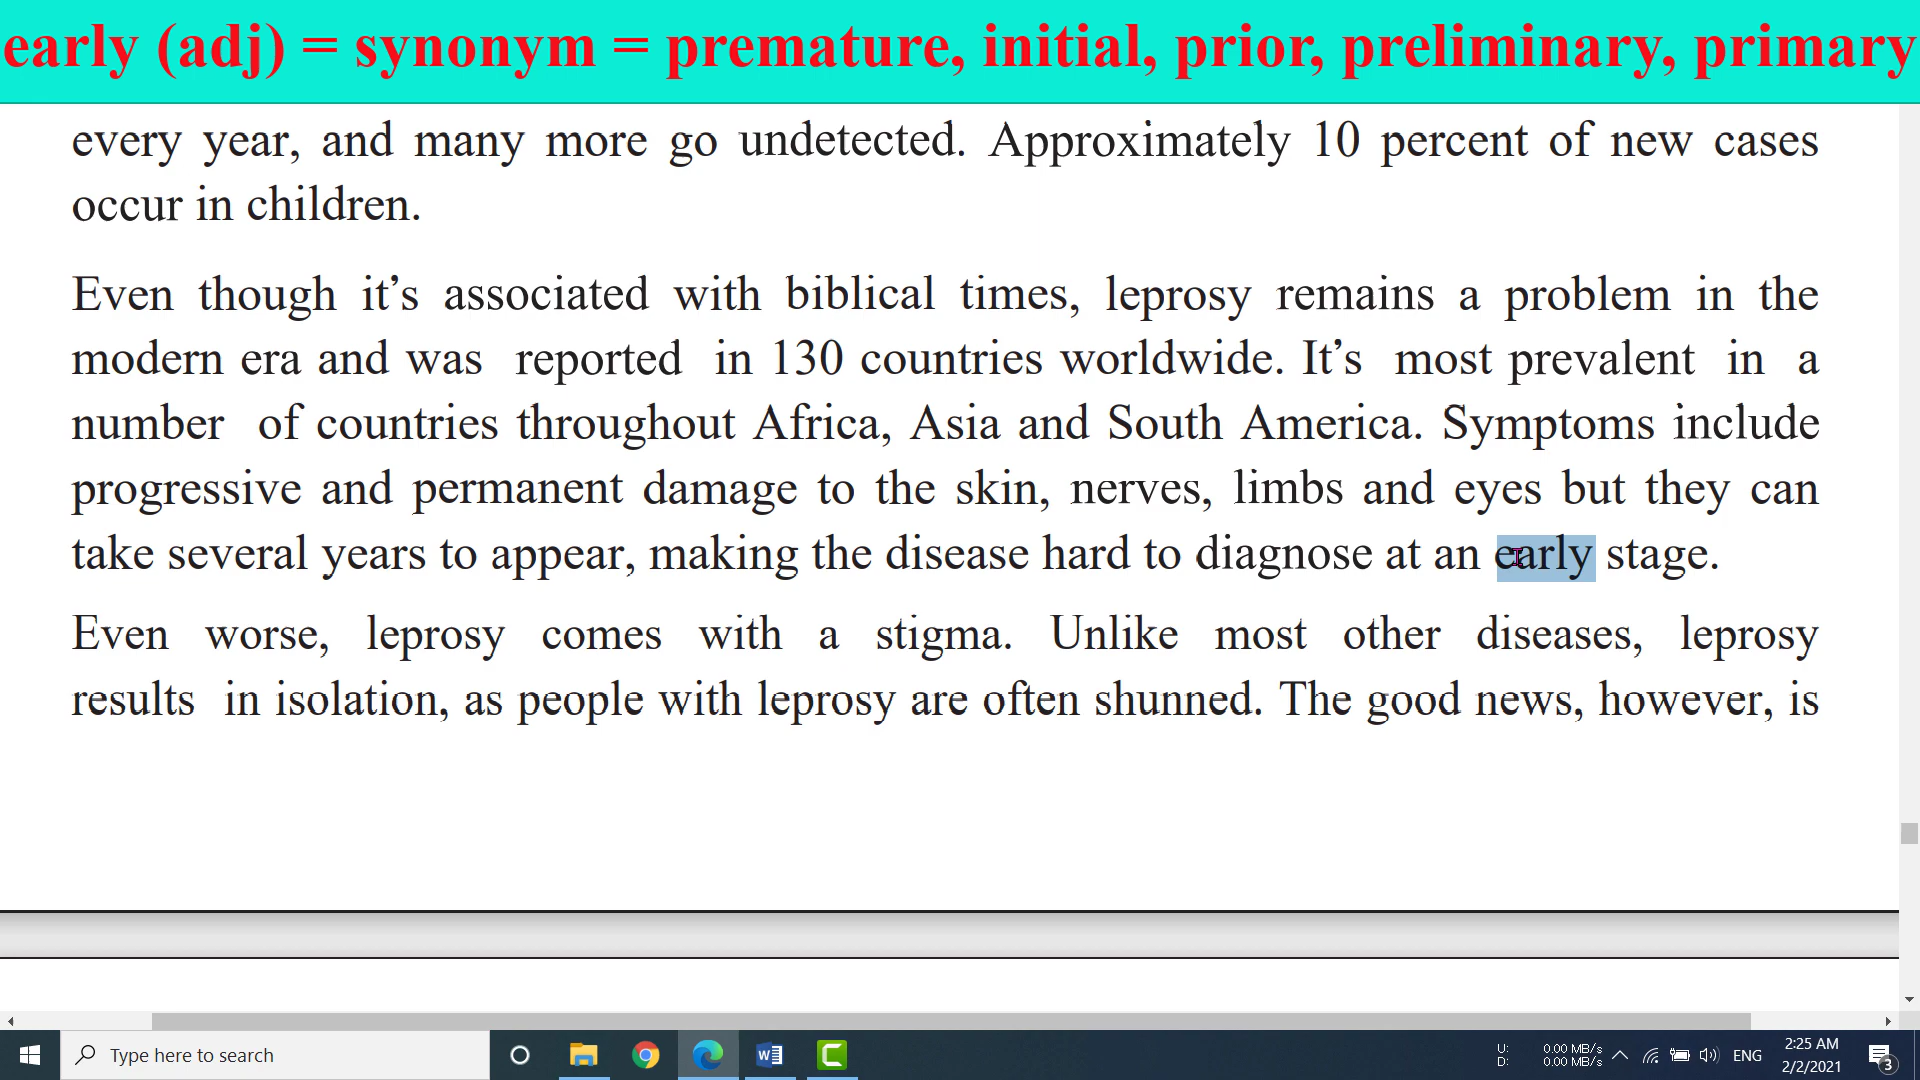 early (adj) = synonym = premature, initial, prior, preliminary, primary
every year, and many more go undetected. Approximately 10 percent of new cases
occur in children.
Even though it’s associated with biblical times, leprosy remains a problem in the
modern era and was reported in 130 countries worldwide. It’s most prevalent in a
number of countries throughout Africa, Asia and South America. Symptoms include
progressive and permanent damage to the skin, nerves, limbs and eyes but they can
take several years to appear, making the disease hard to diagnose at an early stage.
Even worse, leprosy comes with a stigma. Unlike most other diseases, leprosy
results in isolation, as people with leprosy are often shunned. The good news, however, is
Type here to search
U: 0.00 MB/s
D: 0.00 MB/s
ENG
2:25 AM
2/2/2021
3